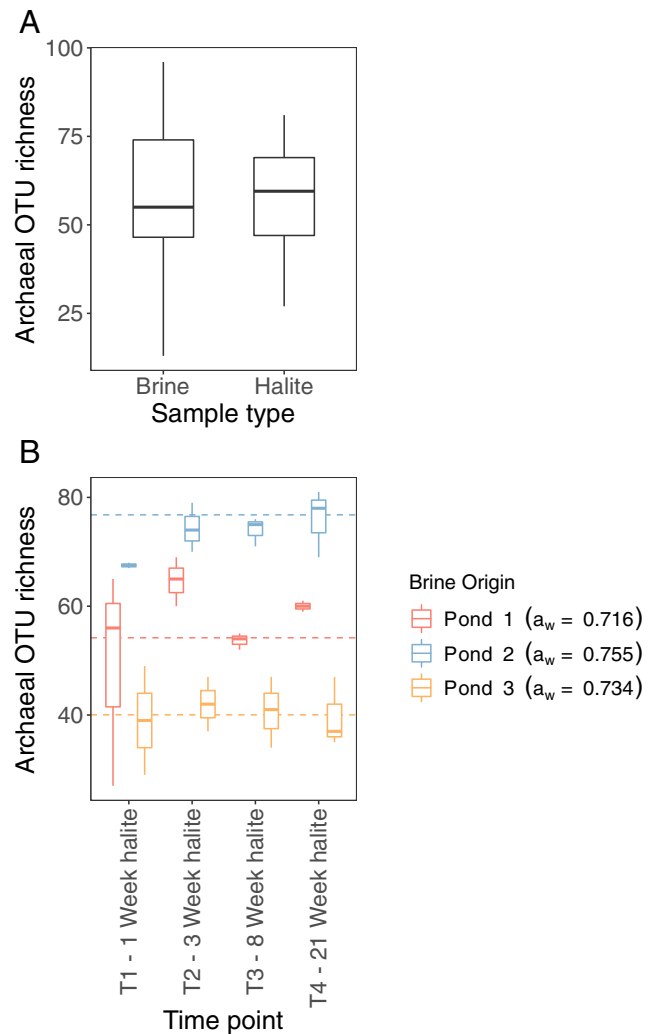 A
Archaeal OTU richness
100
75
50
25
Brine Halite
Sample type
B
Archaeal OTU richness
80
60
40
T1 - 1 Week halite
T2 - 3 Week halite
T3 - 8 Week halite
T4 - 21 Week halite
Time point
Brine Origin
Pond 1 (aw = 0.716)
Pond 2 (aw = 0.755)
Pond 3 (aw = 0.734)